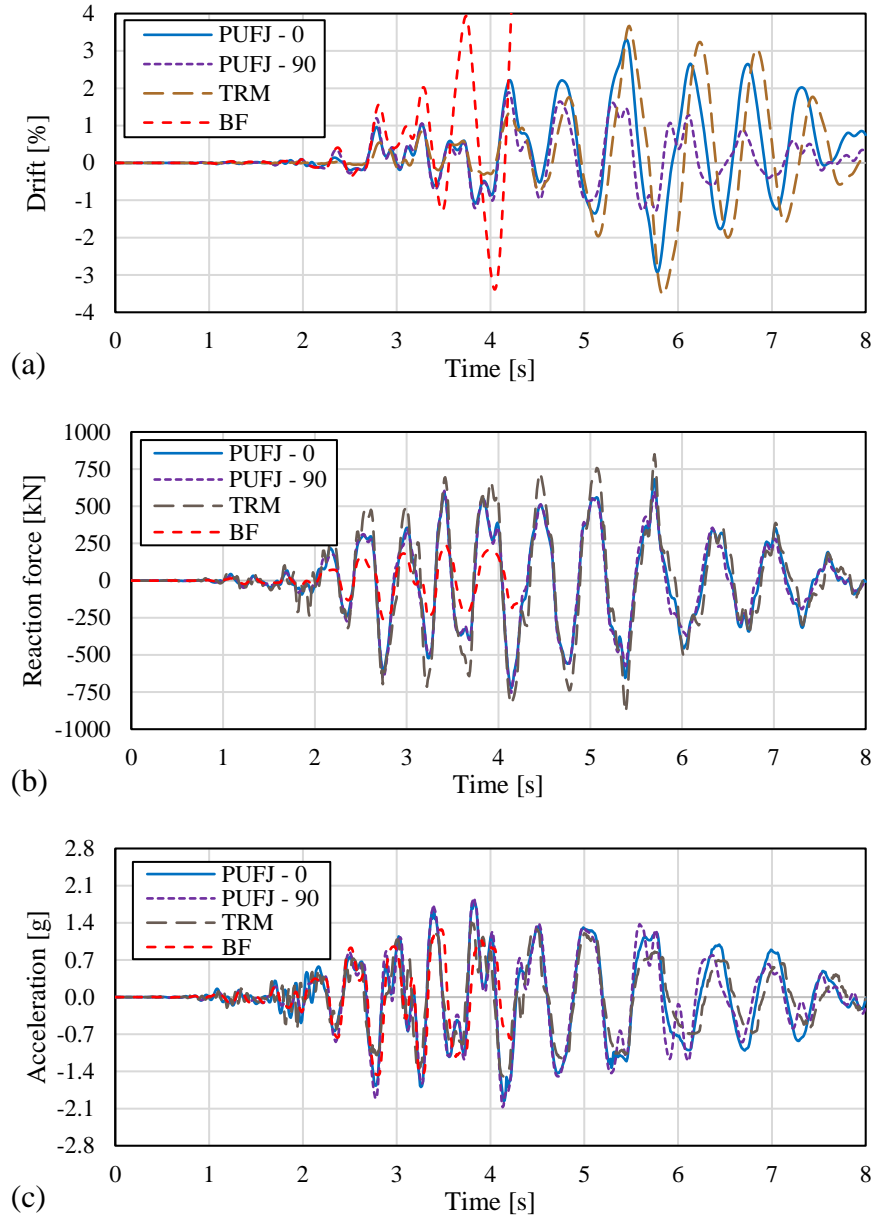 4
3
2
1
0
-1
-2
-3
-4
Drift [%]
PUFJ - 0
PUFJ - 90
TRM
BF
0 1 2 3 4 5 6 7 8
Time [s]
(a)
1000
750
500
250
0
-250
-500
-750
-1000
Reaction force [kN]
PUFJ - 0
PUFJ - 90
TRM
BF
0 1 2 3 4 5 6 7 8
Time [s]
(b)
2.8
2.1
1.4
0.7
0.0
-0.7
-1.4
-2.1
-2.8
Acceleration [g]
PUFJ - 0
PUFJ - 90
TRM
BF
0 1 2 3 4 5 6 7 8
Time [s]
(c)